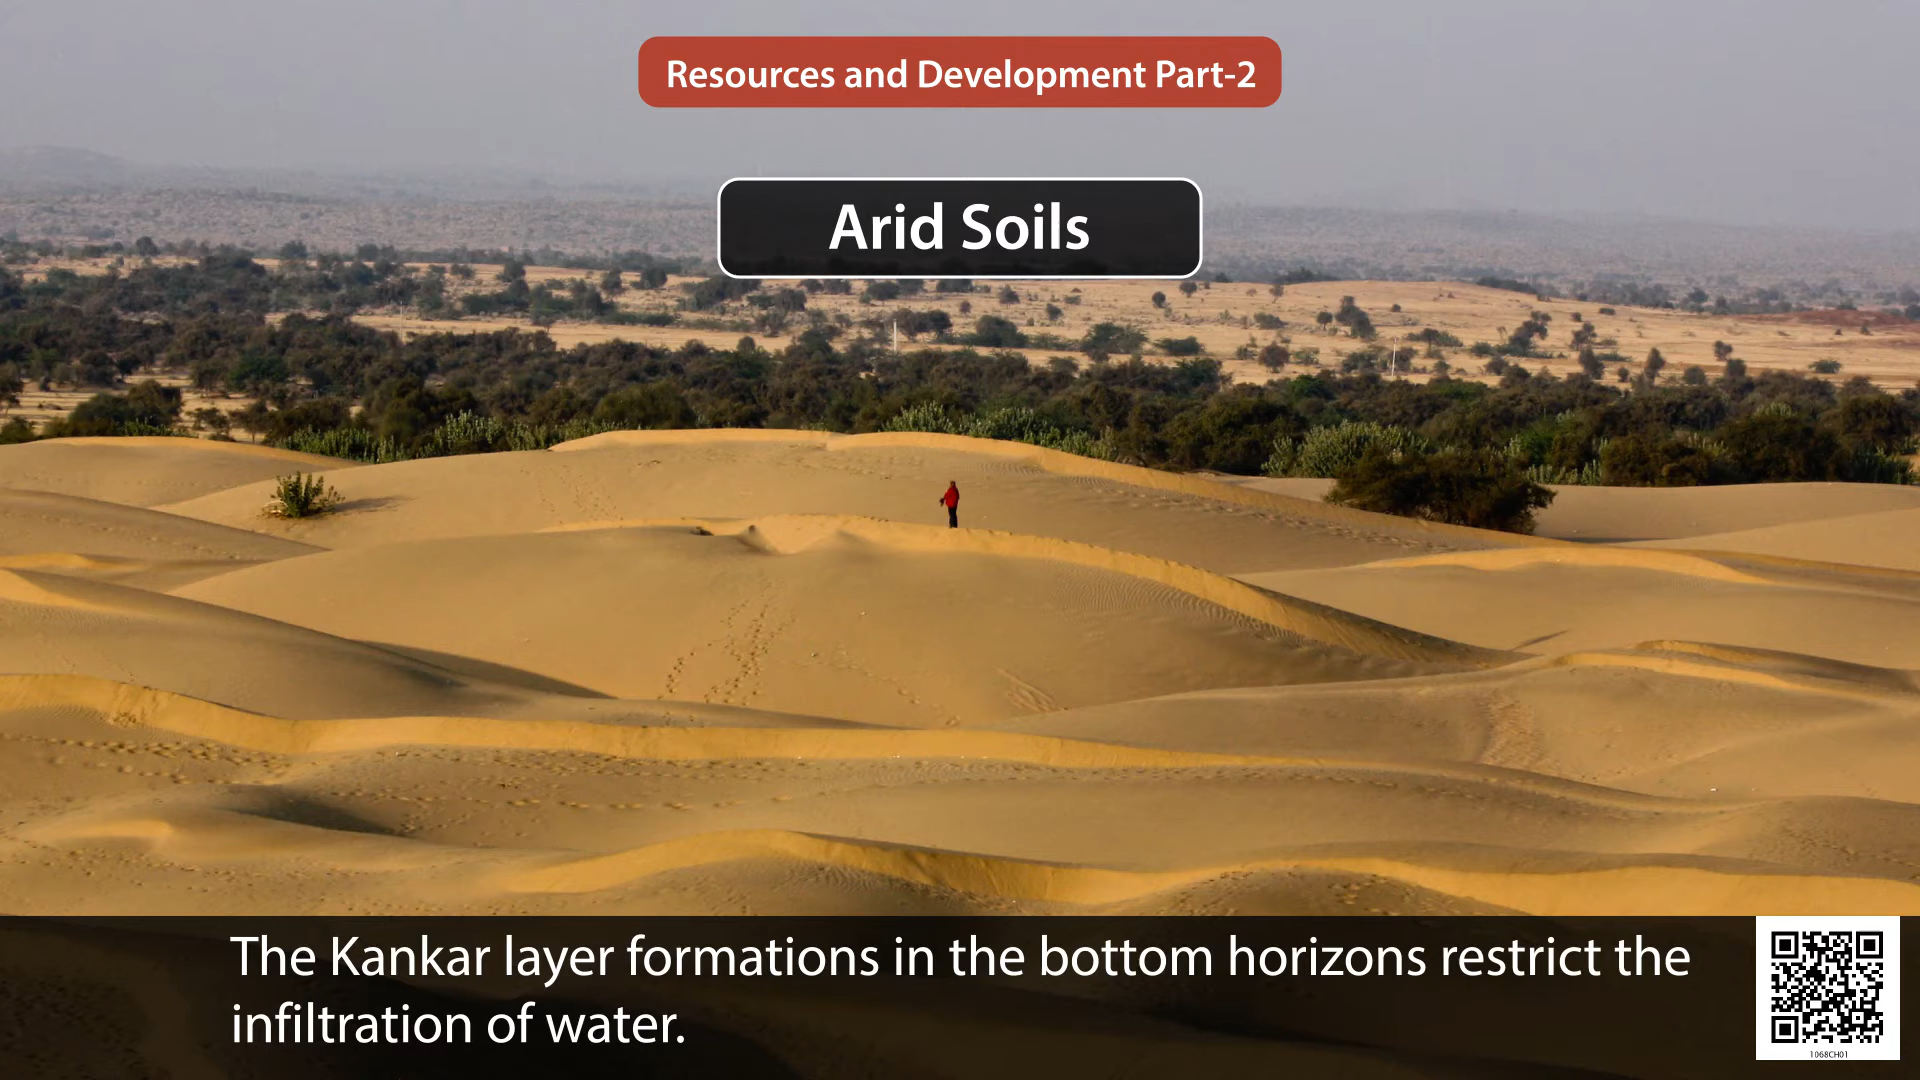 Resources and Development Part-2
Arid Soils
The Kankar layer formations in the bottom horizons restrict the
infiltration of water.
1068CH01